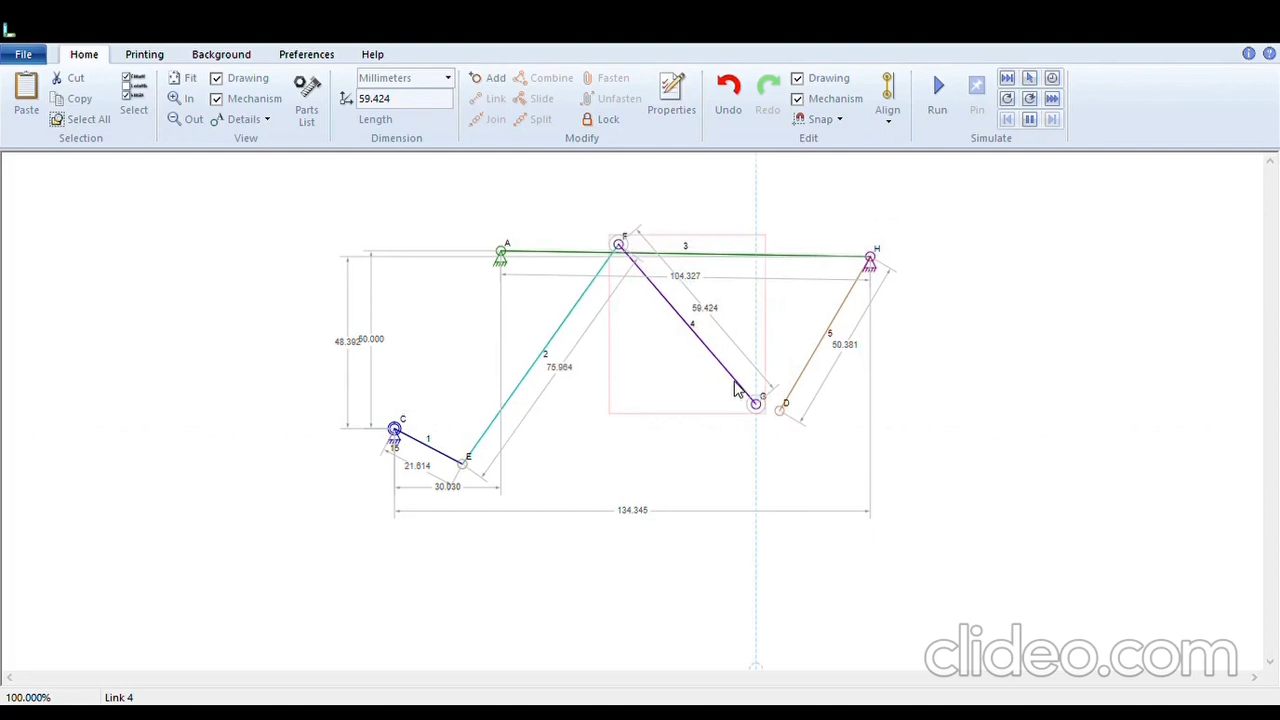 File Home Printing Background Preferences Help
Paste Cut Copy Select All Select
Selection
Fit In Out Drawing Mechanism Details Parts List
View
Millimeters
59.424
Length
Dimension
Add Combine Fasten
Link Slide Unfasten
Join Split Lock
Properties
Modify
Undo Redo Drawing Mechanism Snap Align
Edit
Run Pin
Simulate
A
F
3
H
104.327
59.424
4
5
50.381
48.392
60.000
2
75.964
G
D
C
1
15
E
21.614
30.030
134.345
clideo.com
100.000% Link 4